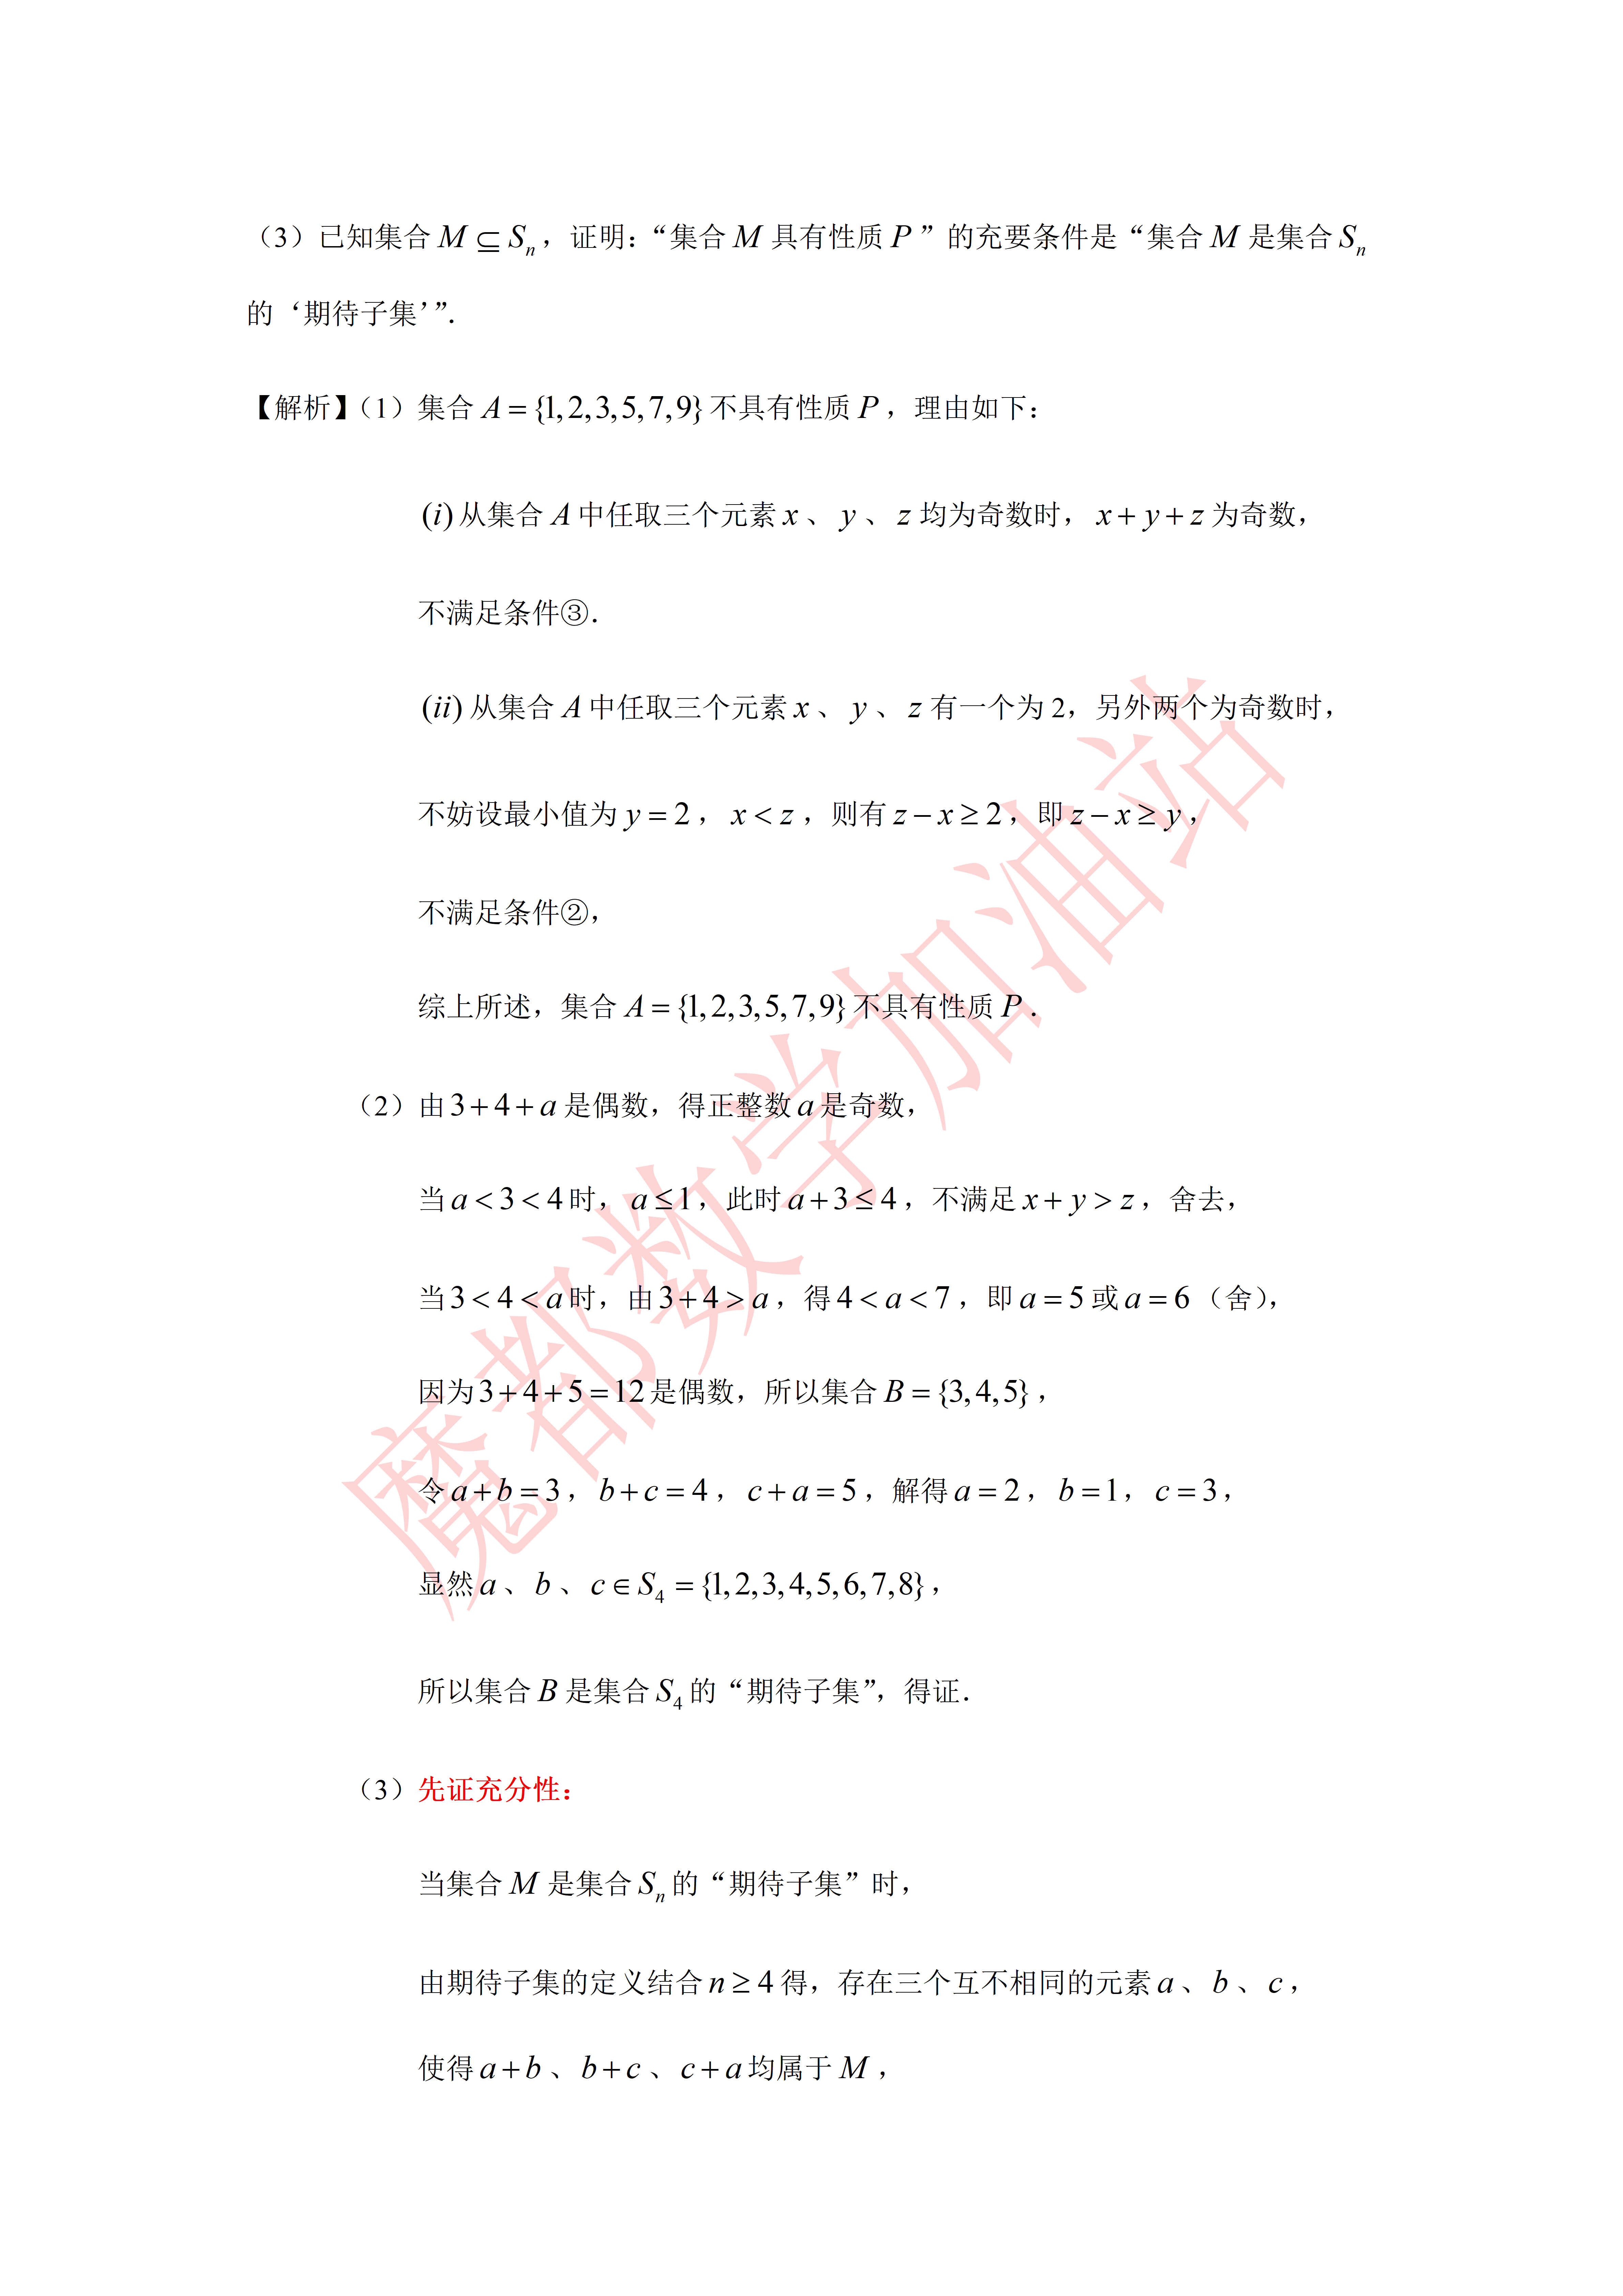 （3）已知集合 M ⊆ Sₙ，证明：“集合 M 具有性质 P ”的充要条件是“集合 M 是集合 Sₙ
的‘期待子集’”.
【解析】（1）集合 A = {1, 2, 3, 5, 7, 9} 不具有性质 P ，理由如下：
(i) 从集合 A 中任取三个元素 x 、 y 、 z 均为奇数时， x + y + z 为奇数，
不满足条件③.
(ii) 从集合 A 中任取三个元素 x 、 y 、 z 有一个为 2，另外两个为奇数时，
不妨设最小值为 y = 2 ， x < z ，则有 z − x ≥ 2 ，即 z − x ≥ y ，
不满足条件②，
综上所述，集合 A = {1, 2, 3, 5, 7, 9} 不具有性质 P .
（2）由 3 + 4 + a 是偶数，得正整数 a 是奇数，
当 a < 3 < 4 时， a ≤ 1 ，此时 a + 3 ≤ 4 ，不满足 x + y > z ，舍去，
当 3 < 4 < a 时，由 3 + 4 > a ，得 4 < a < 7 ，即 a = 5 或 a = 6 （舍），
因为 3 + 4 + 5 = 12 是偶数，所以集合 B = {3, 4, 5} ，
令 a + b = 3 ， b + c = 4 ， c + a = 5 ，解得 a = 2 ， b = 1 ， c = 3 ，
显然 a 、 b 、 c ∈ S₄ = {1, 2, 3, 4, 5, 6, 7, 8} ，
所以集合 B 是集合 S₄ 的“期待子集”，得证.
（3）先证充分性：
当集合 M 是集合 Sₙ 的“期待子集”时，
由期待子集的定义结合 n ≥ 4 得，存在三个互不相同的元素 a 、 b 、 c ，
使得 a + b 、 b + c 、 c + a 均属于 M ，
魔都数学加油站